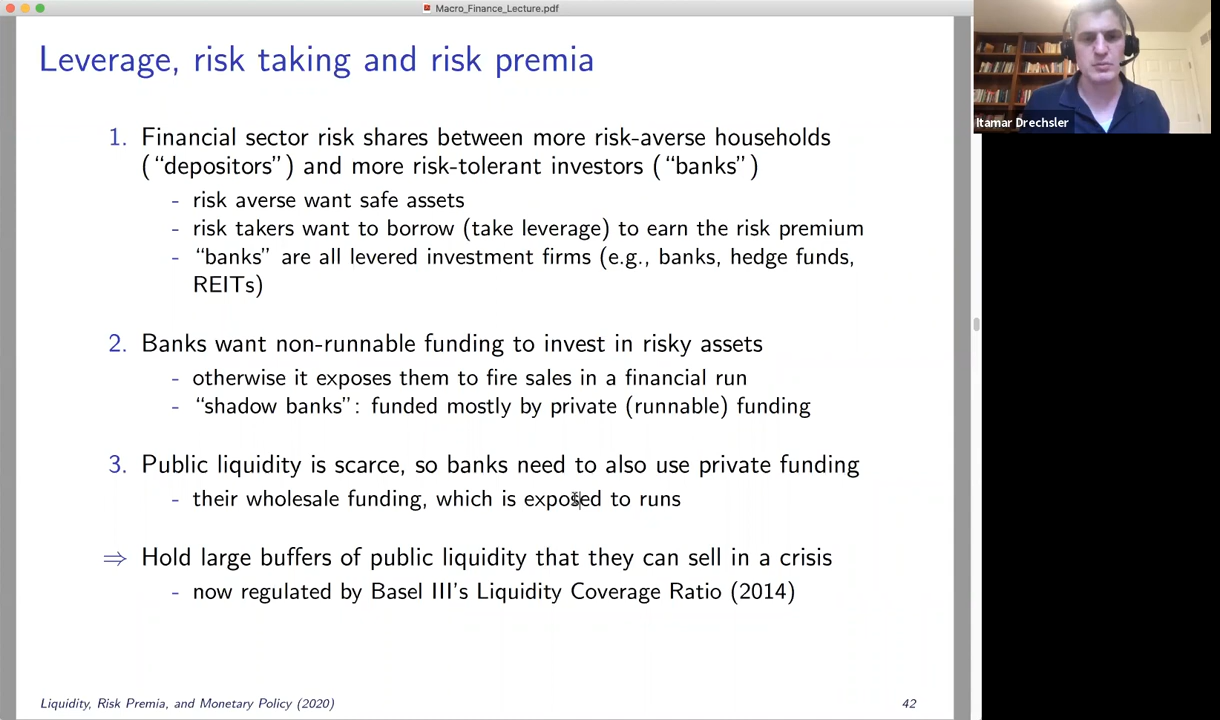 Macro_Finance_Lecture.pdf
Leverage, risk taking and risk premia
1. Financial sector risk shares between more risk-averse households
(“depositors”) and more risk-tolerant investors (“banks”)
- risk averse want safe assets
- risk takers want to borrow (take leverage) to earn the risk premium
- “banks” are all levered investment firms (e.g., banks, hedge funds,
REITs)
2. Banks want non-runnable funding to invest in risky assets
- otherwise it exposes them to fire sales in a financial run
- “shadow banks”: funded mostly by private (runnable) funding
3. Public liquidity is scarce, so banks need to also use private funding
- their wholesale funding, which is exposed to runs
⇒ Hold large buffers of public liquidity that they can sell in a crisis
- now regulated by Basel III's Liquidity Coverage Ratio (2014)
Liquidity, Risk Premia, and Monetary Policy (2020)
42
Itamar Drechsler